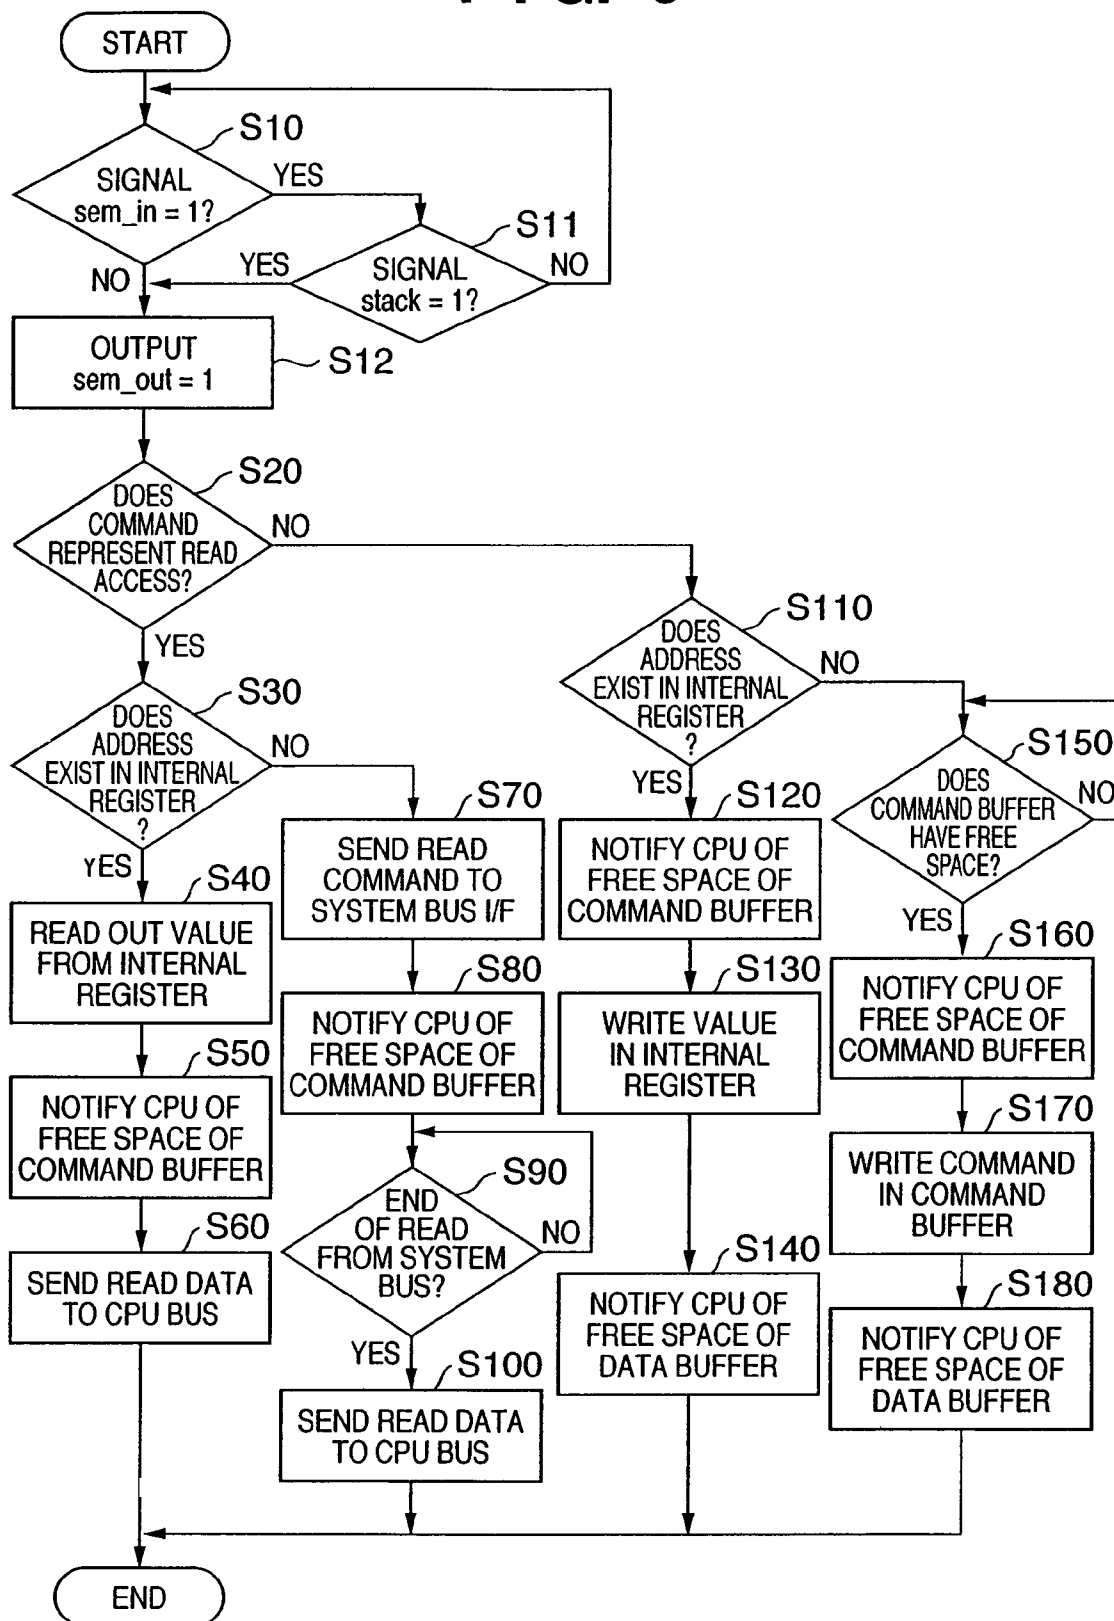 START
S10
SIGNAL
sem_in = 1?
YES
NO
S11
SIGNAL
stack = 1?
YES
NO
OUTPUT
sem_out = 1
S12
S20
DOES
COMMAND
REPRESENT READ
ACCESS?
NO
YES
S30
DOES
ADDRESS
EXIST IN INTERNAL
REGISTER
?
NO
YES
S40
READ OUT VALUE
FROM INTERNAL
REGISTER
S50
NOTIFY CPU OF
FREE SPACE OF
COMMAND BUFFER
S60
SEND READ DATA
TO CPU BUS
S70
SEND READ
COMMAND TO
SYSTEM BUS I/F
S80
NOTIFY CPU OF
FREE SPACE OF
COMMAND BUFFER
S90
END
OF READ
FROM SYSTEM
BUS?
NO
YES
S100
SEND READ DATA
TO CPU BUS
S110
DOES
ADDRESS
EXIST IN INTERNAL
REGISTER
?
NO
YES
S120
NOTIFY CPU OF
FREE SPACE OF
COMMAND BUFFER
S130
WRITE VALUE
IN INTERNAL
REGISTER
S140
NOTIFY CPU OF
FREE SPACE OF
DATA BUFFER
S150
DOES
COMMAND BUFFER
HAVE FREE
SPACE?
NO
YES
S160
NOTIFY CPU OF
FREE SPACE OF
COMMAND BUFFER
S170
WRITE COMMAND
IN COMMAND
BUFFER
S180
NOTIFY CPU OF
FREE SPACE OF
DATA BUFFER
END